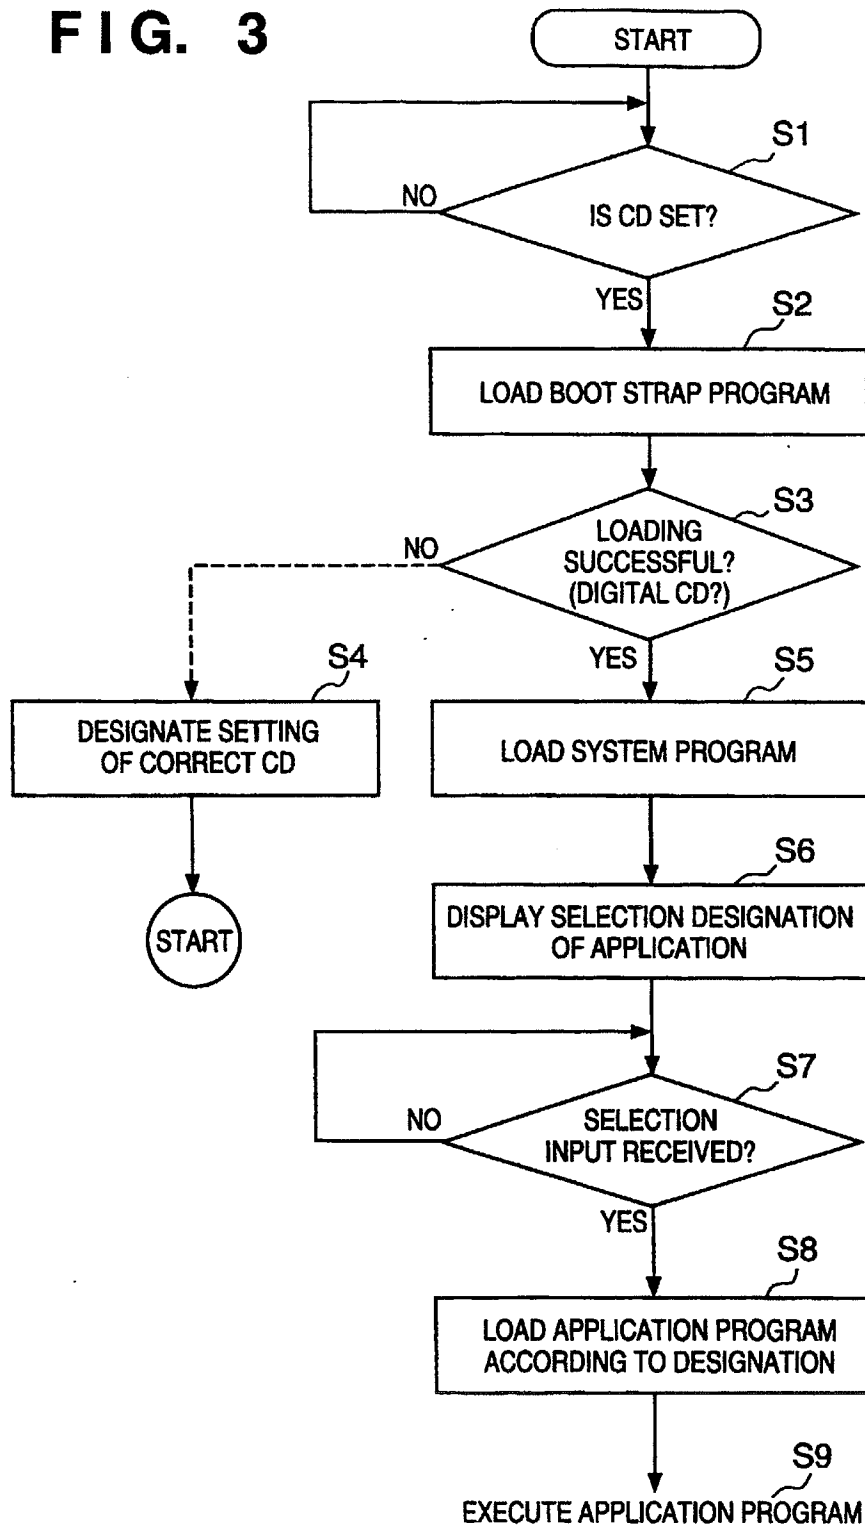 FIG. 3
START
S1
NO
IS CD SET?
YES
S2
LOAD BOOT STRAP PROGRAM
S3
NO
LOADING
SUCCESSFUL?
(DIGITAL CD?)
YES
S4
DESIGNATE SETTING
OF CORRECT CD
START
S5
LOAD SYSTEM PROGRAM
S6
DISPLAY SELECTION DESIGNATION
OF APPLICATION
S7
NO
SELECTION
INPUT RECEIVED?
YES
S8
LOAD APPLICATION PROGRAM
ACCORDING TO DESIGNATION
S9
EXECUTE APPLICATION PROGRAM